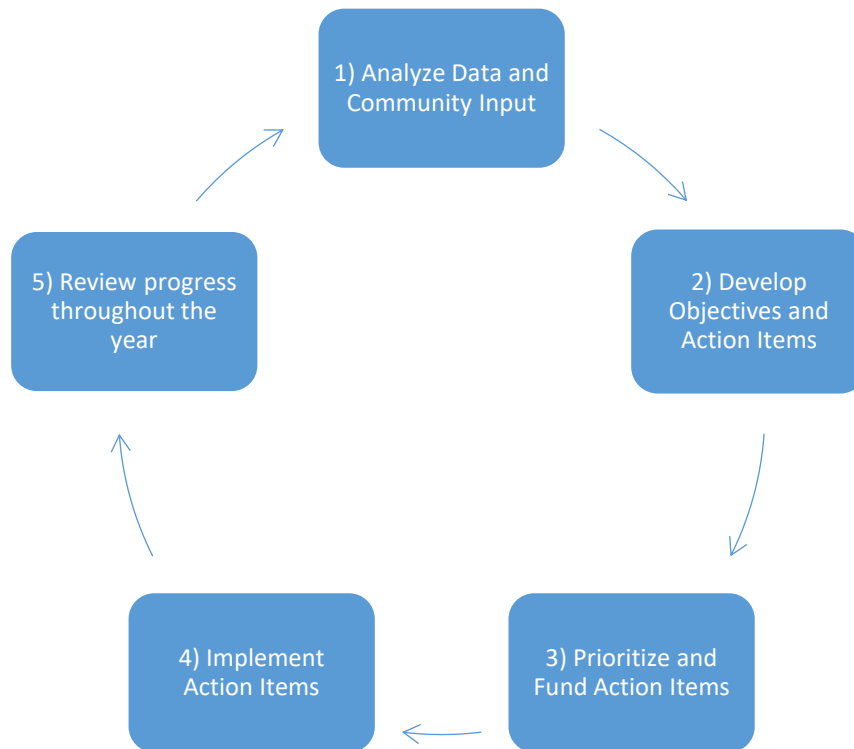 1) Analyze Data and
Community Input
2) Develop
Objectives and
Action Items
3) Prioritize and
Fund Action Items
4) Implement
Action Items
5) Review progress
throughout the
year